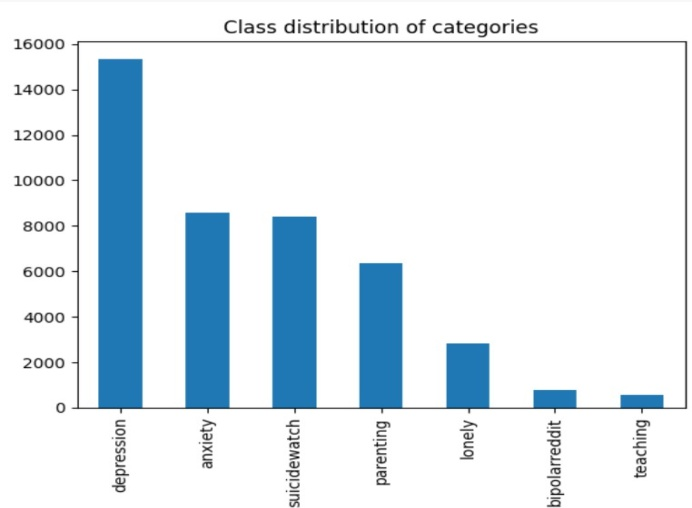 Class distribution of categories
16000
14000
12000
10000
8000
6000
4000
2000
0
depression
anxiety
suicidewatch
parenting
lonely
bipolarreddit
teaching